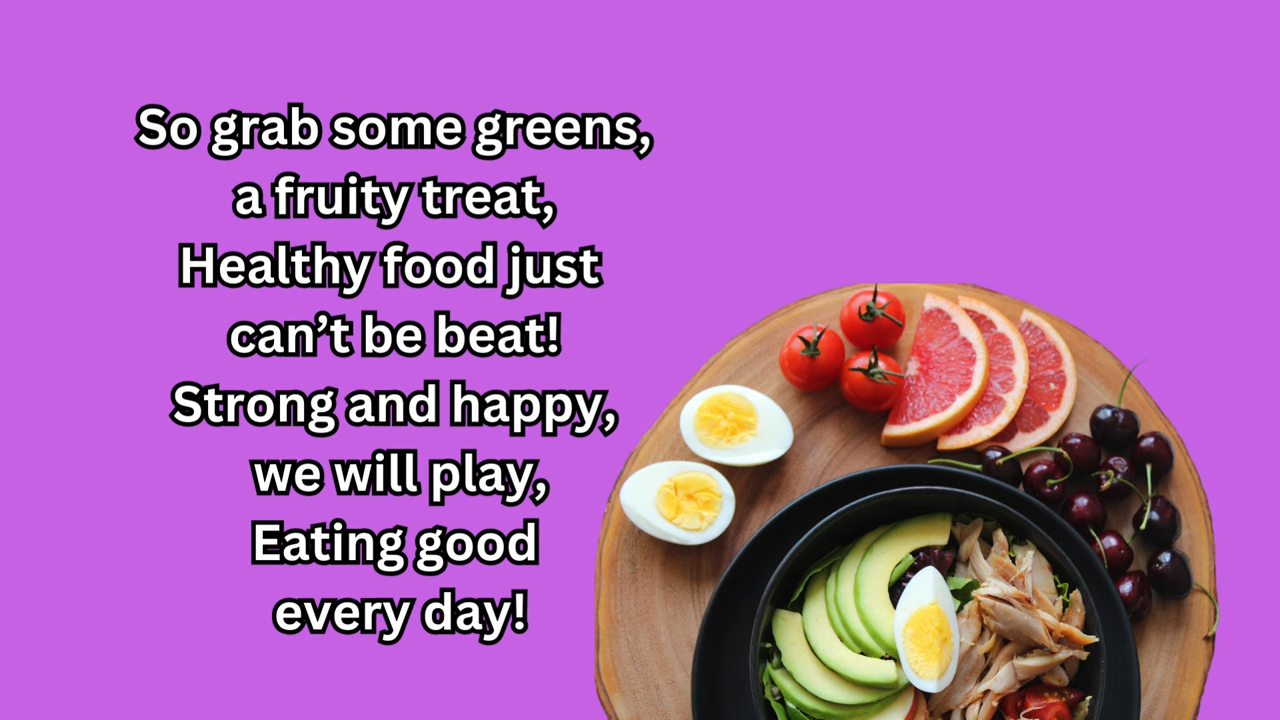 So grab some greens,
a fruity treat,
Healthy food just
can’t be beat!
Strong and happy,
we will play,
Eating good
every day!